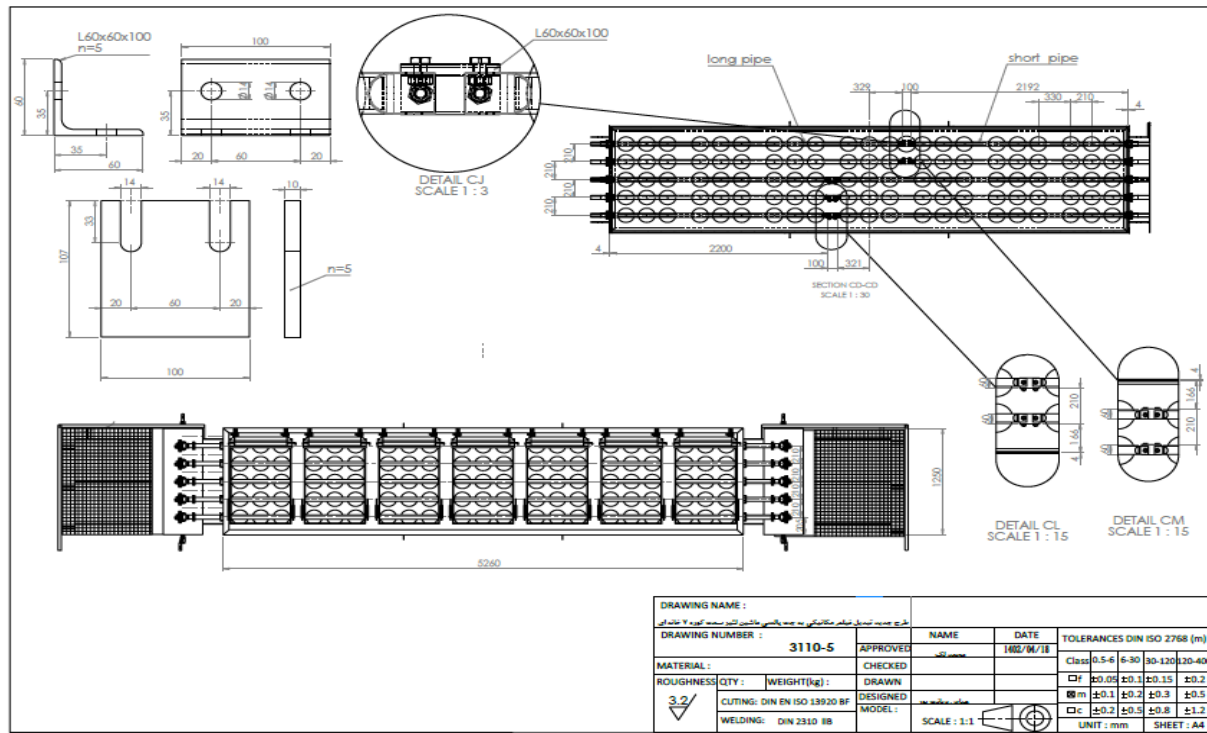 L60x60x100
n=5
100
60
35
35
60
Ø14
Ø14
35
20
60
20
L60x60x100
DETAIL CJ
SCALE 1 : 3
long pipe
short pipe
329
100
2192
330
210
4
210
210
210
210
4
2200
100
321
SECTION CD-CD
SCALE 1 : 30
14
14
10
33
107
20
60
20
n=5
100
60
60
210
166
4
DETAIL CL
SCALE 1 : 15
4
166
60
210
60
DETAIL CM
SCALE 1 : 15
210
210
210
210
1250
5260
DRAWING NAME :
طرح جدید تبدیل
DRAWING NUMBER :
3110-5
NAME
DATE
TOLERANCES DIN ISO 2768 (m)
APPROVED
1402/04/18
MATERIAL :
CHECKED
Class 0.5-6 6-30 30-120 120-400
ROUGHNESS QTY : WEIGHT(kg) :
DRAWN
f ±0.05 ±0.1 ±0.15 ±0.2
3.2
CUTING: DIN EN ISO 13920 BF
DESIGNED
m ±0.1 ±0.2 ±0.3 ±0.5
WELDING: DIN 2310 IIB
MODEL :
SCALE : 1:1
c ±0.2 ±0.5 ±0.8 ±1.2
UNIT : mm SHEET : A4